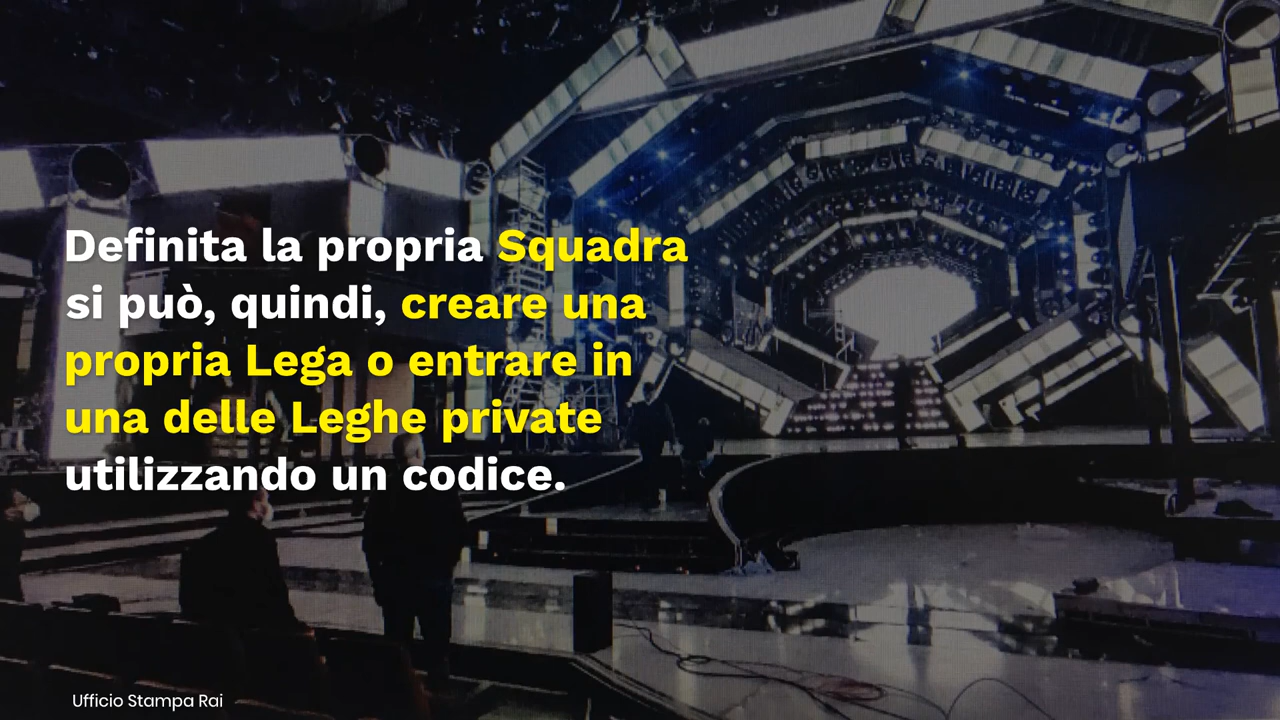 Definita la propria Squadra
si può, quindi, creare una
propria Lega o entrare in
una delle Leghe private
utilizzando un codice.
Ufficio Stampa Rai